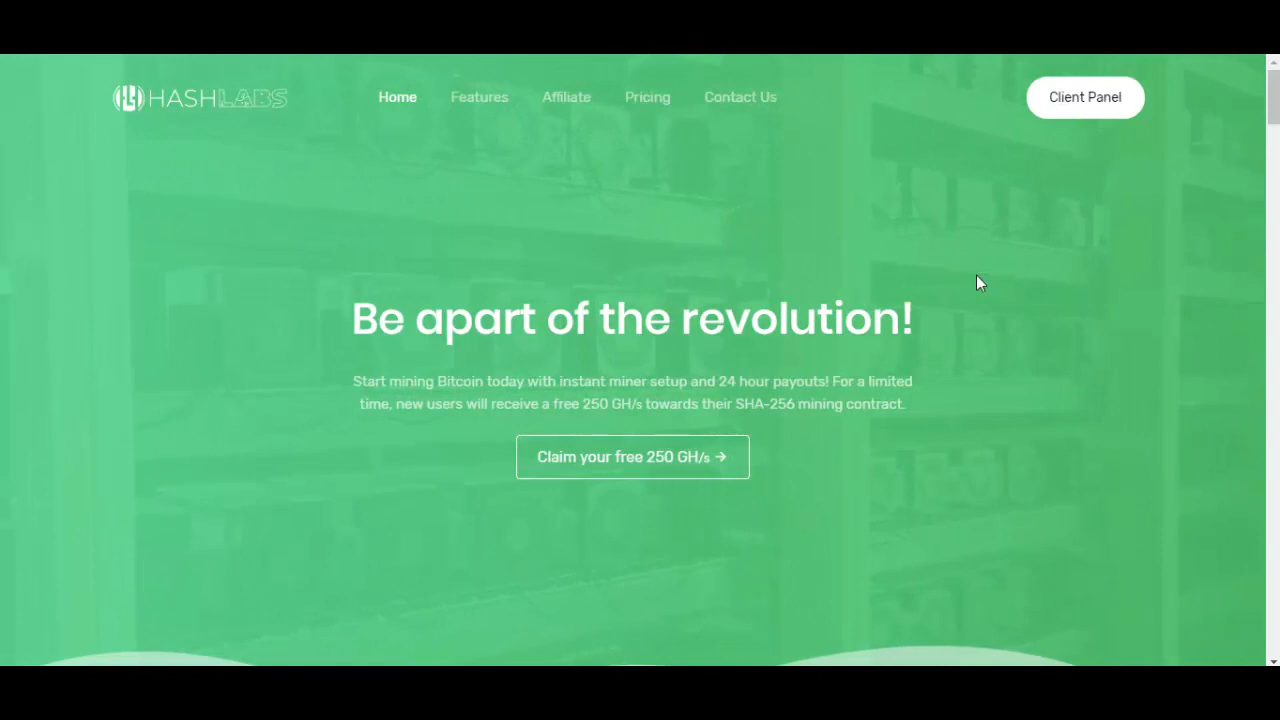 HASHLABS
Home
Features
Affiliate
Pricing
Contact Us
Client Panel
Be apart of the revolution!
Start mining Bitcoin today with instant miner setup and 24 hour payouts! For a limited
time, new users will receive a free 250 GH/s towards their SHA-256 mining contract.
Claim your free 250 GH/s →